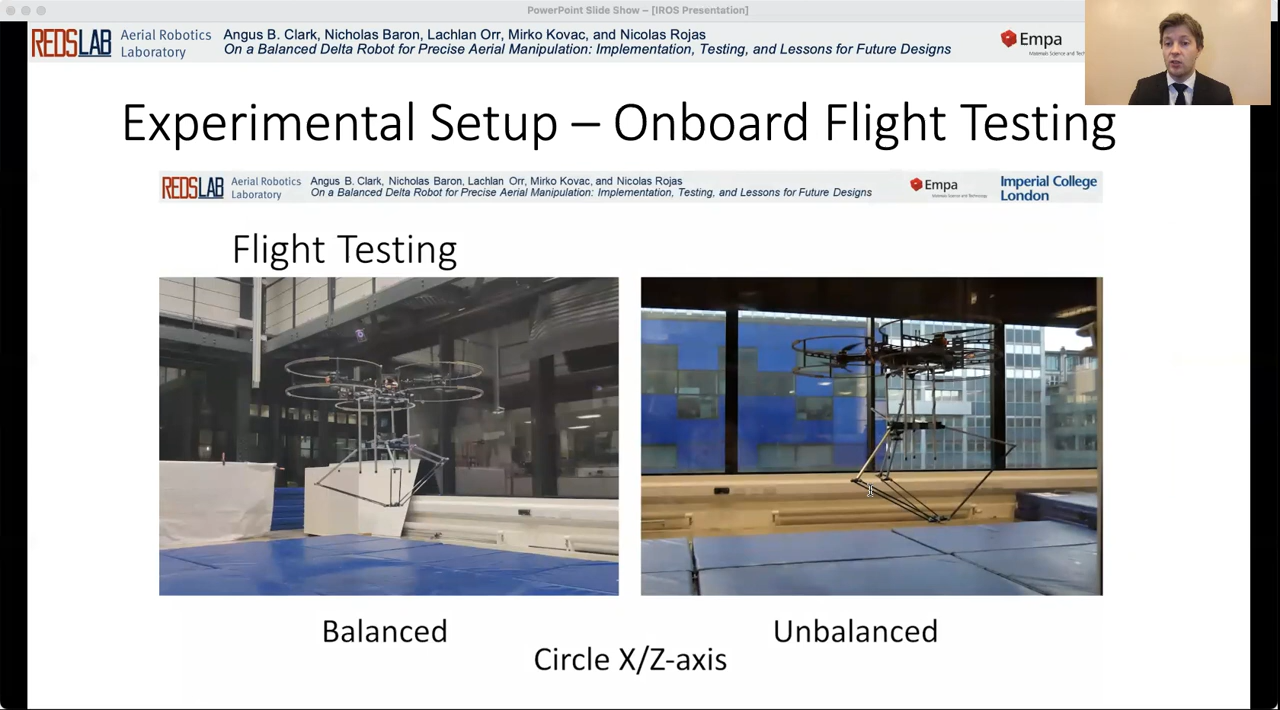 PowerPoint Slide Show – [IROS Presentation]
REDSLAB
Aerial Robotics
Laboratory
Angus B. Clark, Nicholas Baron, Lachlan Orr, Mirko Kovac, and Nicolas Rojas
On a Balanced Delta Robot for Precise Aerial Manipulation: Implementation, Testing, and Lessons for Future Designs
Empa
Experimental Setup – Onboard Flight Testing
REDSLAB
Aerial Robotics
Laboratory
Angus B. Clark, Nicholas Baron, Lachlan Orr, Mirko Kovac, and Nicolas Rojas
On a Balanced Delta Robot for Precise Aerial Manipulation: Implementation, Testing, and Lessons for Future Designs
Empa
Materials Science and Technology
Imperial College
London
Flight Testing
Balanced
Unbalanced
Circle X/Z-axis